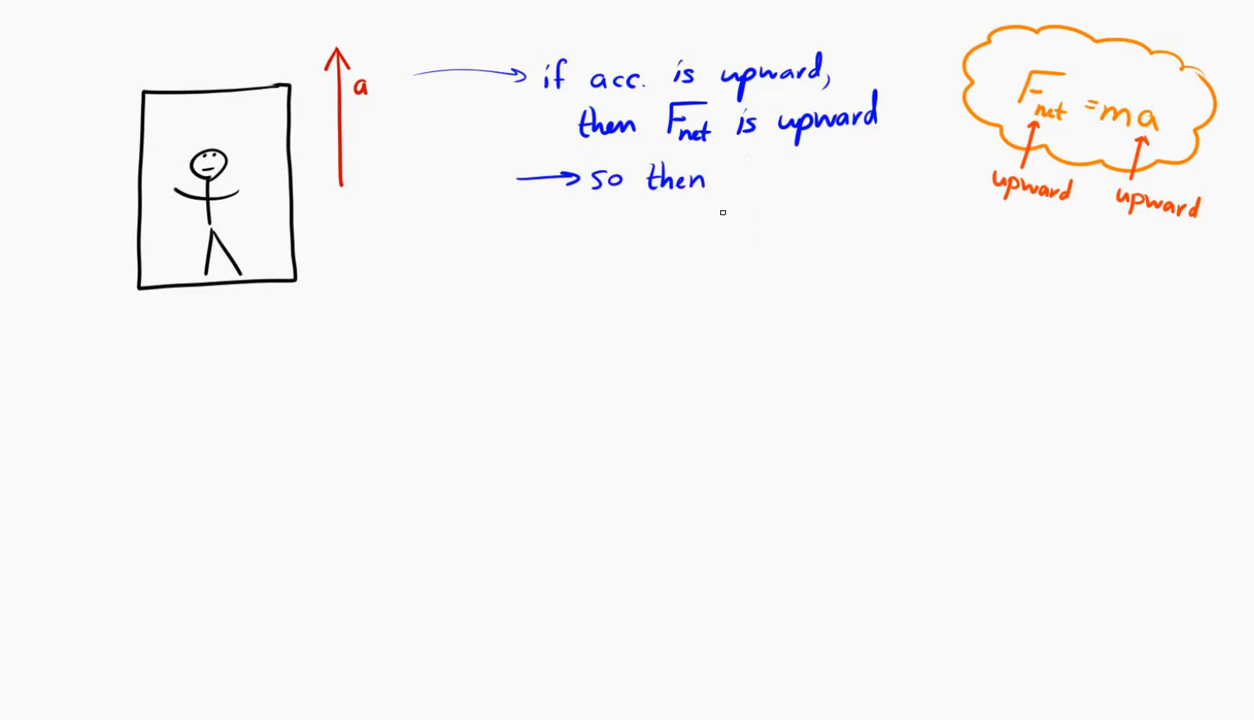 a
if acc. is upward,
then Fnet is upward
so then
Fnet = ma
upward
upward